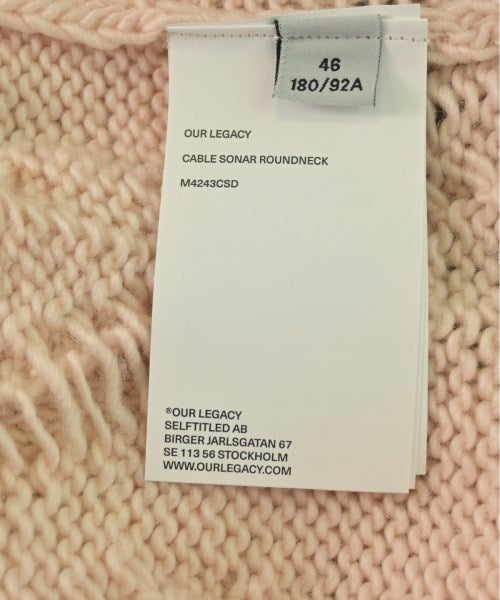 46
180/92A
OUR LEGACY
CABLE SONAR ROUNDNECK
M4243CSD
®OUR LEGACY
SELFTITLED AB
BIRGER JARLSGATAN 67
SE 113 56 STOCKHOLM
WWW.OURLEGACY.COM